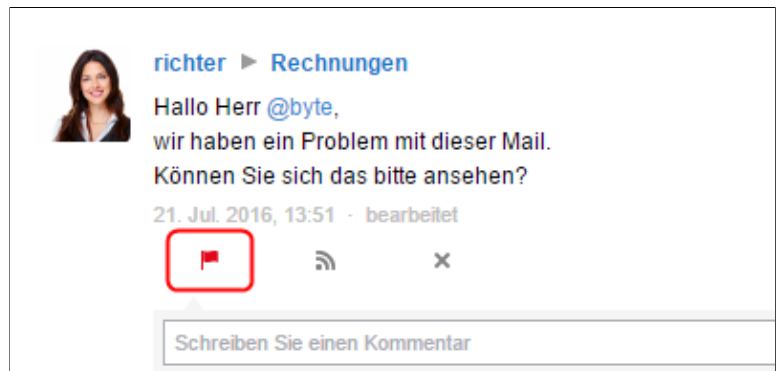 richter ▶ Rechnungen
Hallo Herr @byte,
wir haben ein Problem mit dieser Mail.
Können Sie sich das bitte ansehen?
21. Jul. 2016, 13:51 · bearbeitet
Schreiben Sie einen Kommentar